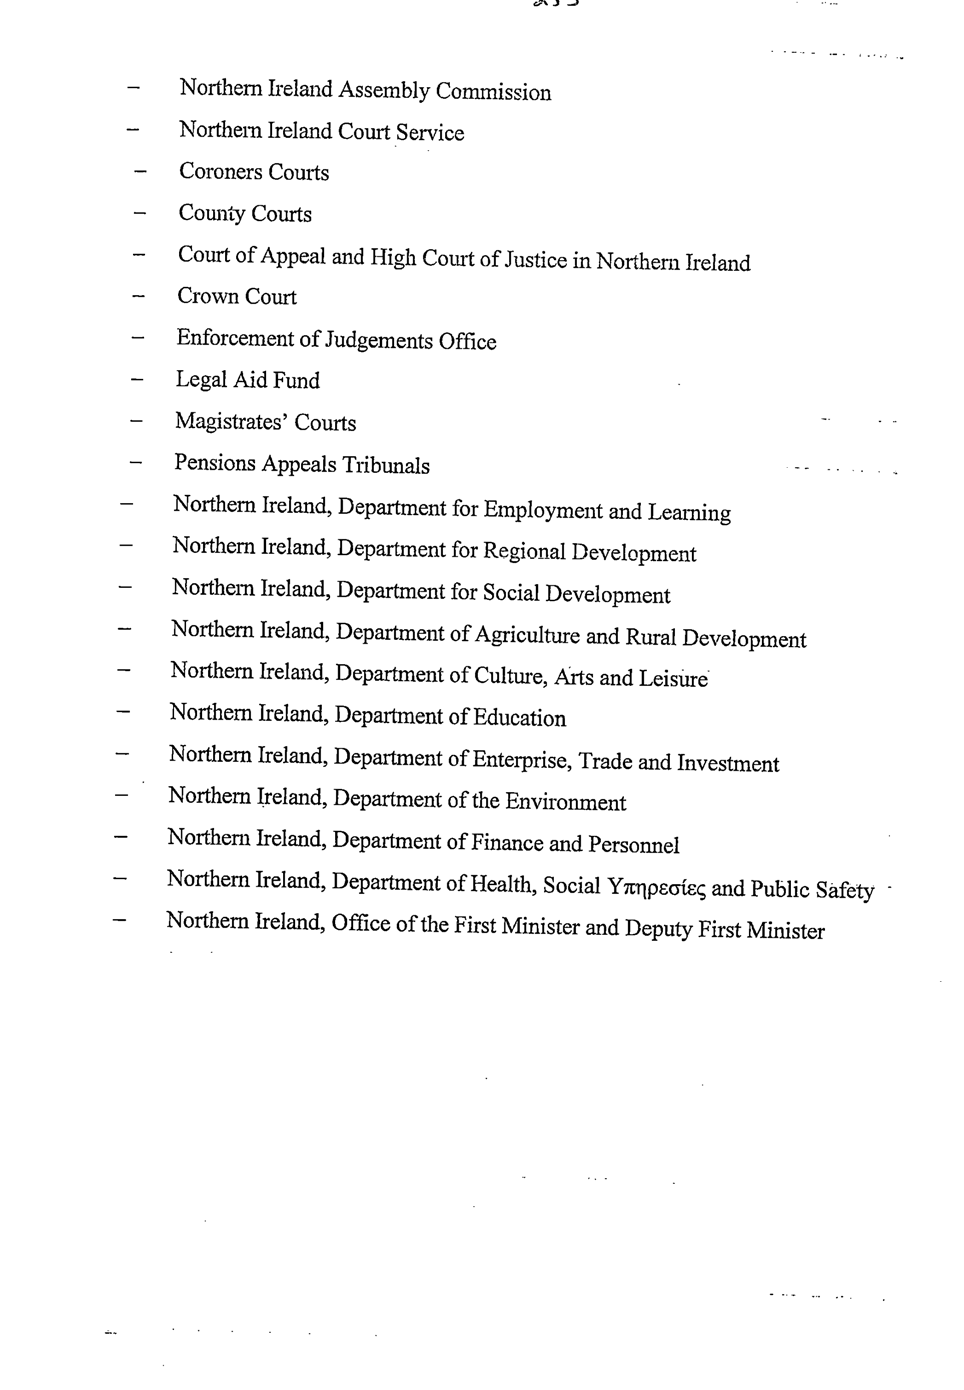 – Northern Ireland Assembly Commission
– Northern Ireland Court Service
– Coroners Courts
– County Courts
– Court of Appeal and High Court of Justice in Northern Ireland
– Crown Court
– Enforcement of Judgements Office
– Legal Aid Fund
– Magistrates’ Courts
– Pensions Appeals Tribunals
– Northern Ireland, Department for Employment and Learning
– Northern Ireland, Department for Regional Development
– Northern Ireland, Department for Social Development
– Northern Ireland, Department of Agriculture and Rural Development
– Northern Ireland, Department of Culture, Arts and Leisure
– Northern Ireland, Department of Education
– Northern Ireland, Department of Enterprise, Trade and Investment
– Northern Ireland, Department of the Environment
– Northern Ireland, Department of Finance and Personnel
– Northern Ireland, Department of Health, Social Υπηρεσίες and Public Safety
– Northern Ireland, Office of the First Minister and Deputy First Minister